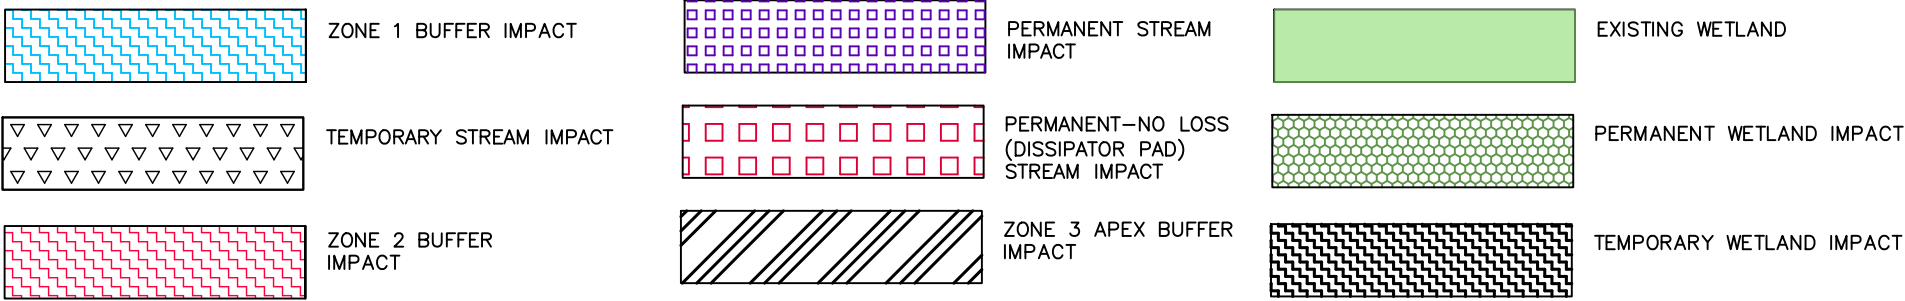 ZONE 1 BUFFER IMPACT
TEMPORARY STREAM IMPACT
ZONE 2 BUFFER
IMPACT
PERMANENT STREAM
IMPACT
PERMANENT-NO LOSS
(DISSIPATOR PAD)
STREAM IMPACT
ZONE 3 APEX BUFFER
IMPACT
EXISTING WETLAND
PERMANENT WETLAND IMPACT
TEMPORARY WETLAND IMPACT